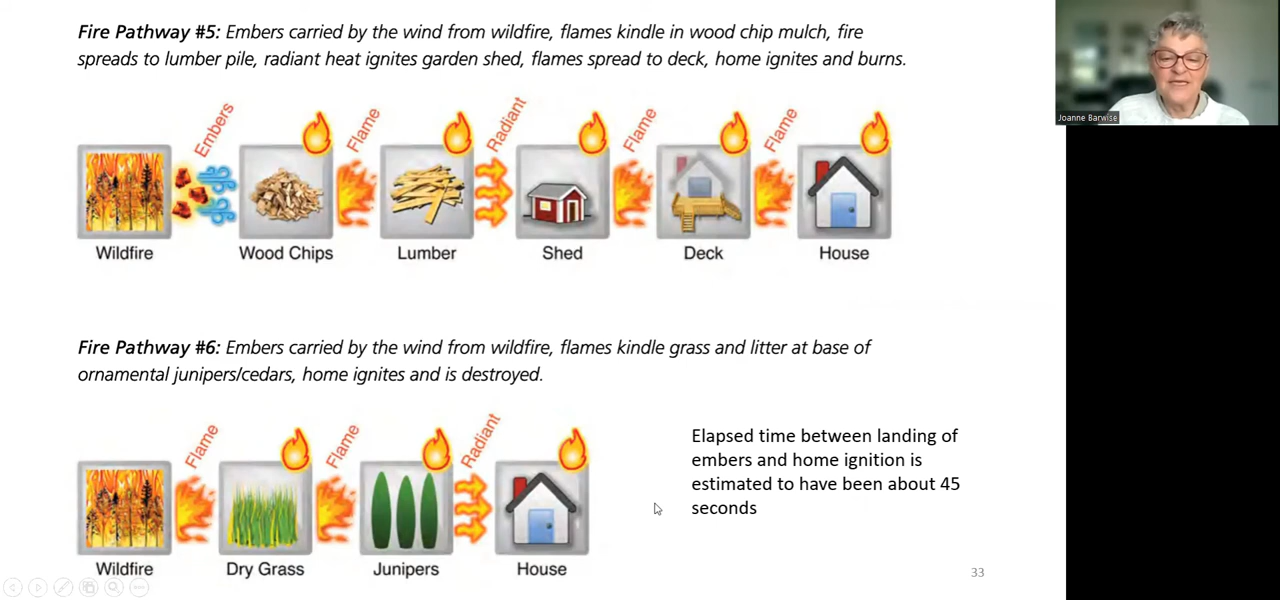 Fire Pathway #5: Embers carried by the wind from wildfire, flames kindle in wood chip mulch, fire
spreads to lumber pile, radiant heat ignites garden shed, flames spread to deck, home ignites and burns.
Joanne Barwise
Embers
Flame
Radiant
Flame
Flame
Wildfire
Wood Chips
Lumber
Shed
Deck
House
Fire Pathway #6: Embers carried by the wind from wildfire, flames kindle grass and litter at base of
ornamental junipers/cedars, home ignites and is destroyed.
Flame
Flame
Radiant
Wildfire
Dry Grass
Junipers
House
Elapsed time between landing of
embers and home ignition is
estimated to have been about 45
seconds
33